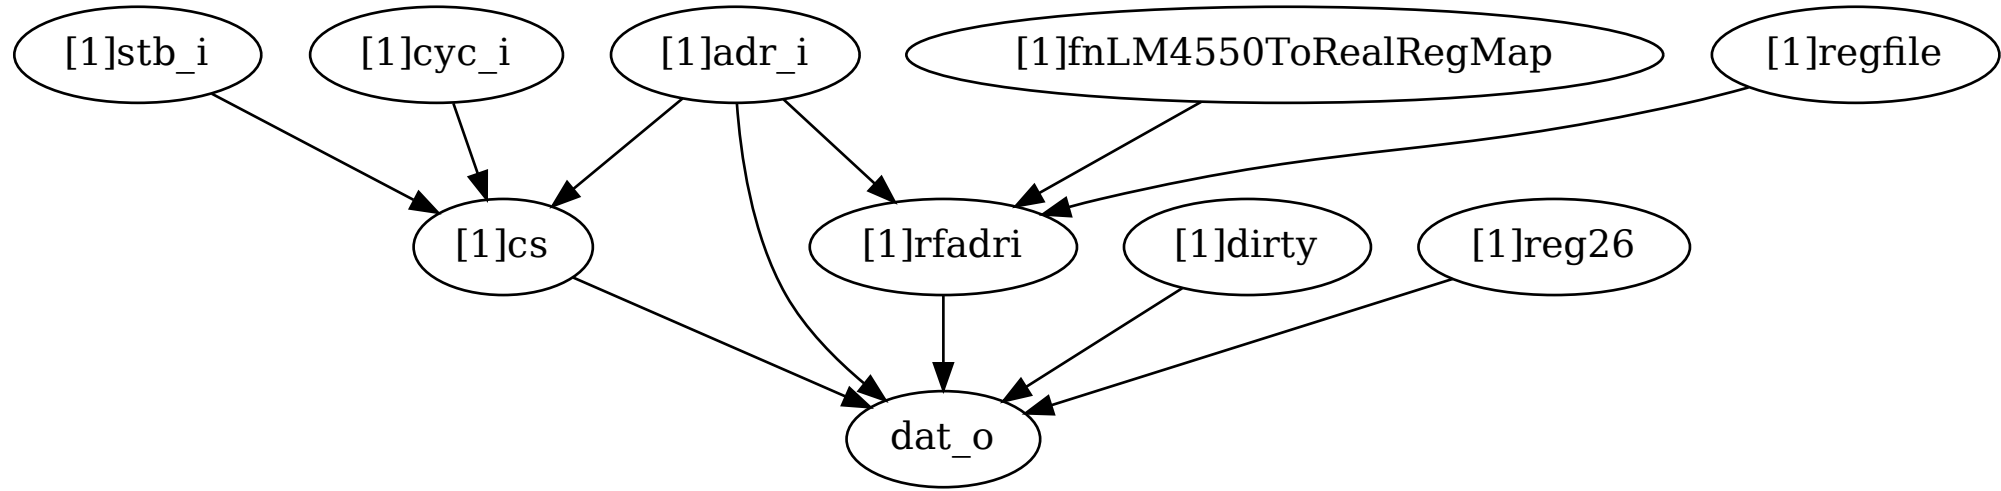 [1]stb_i
[1]cyc_i
[1]adr_i
[1]fnLM4550ToRealRegMap
[1]regfile
[1]cs
[1]rfadri
[1]dirty
[1]reg26
dat_o